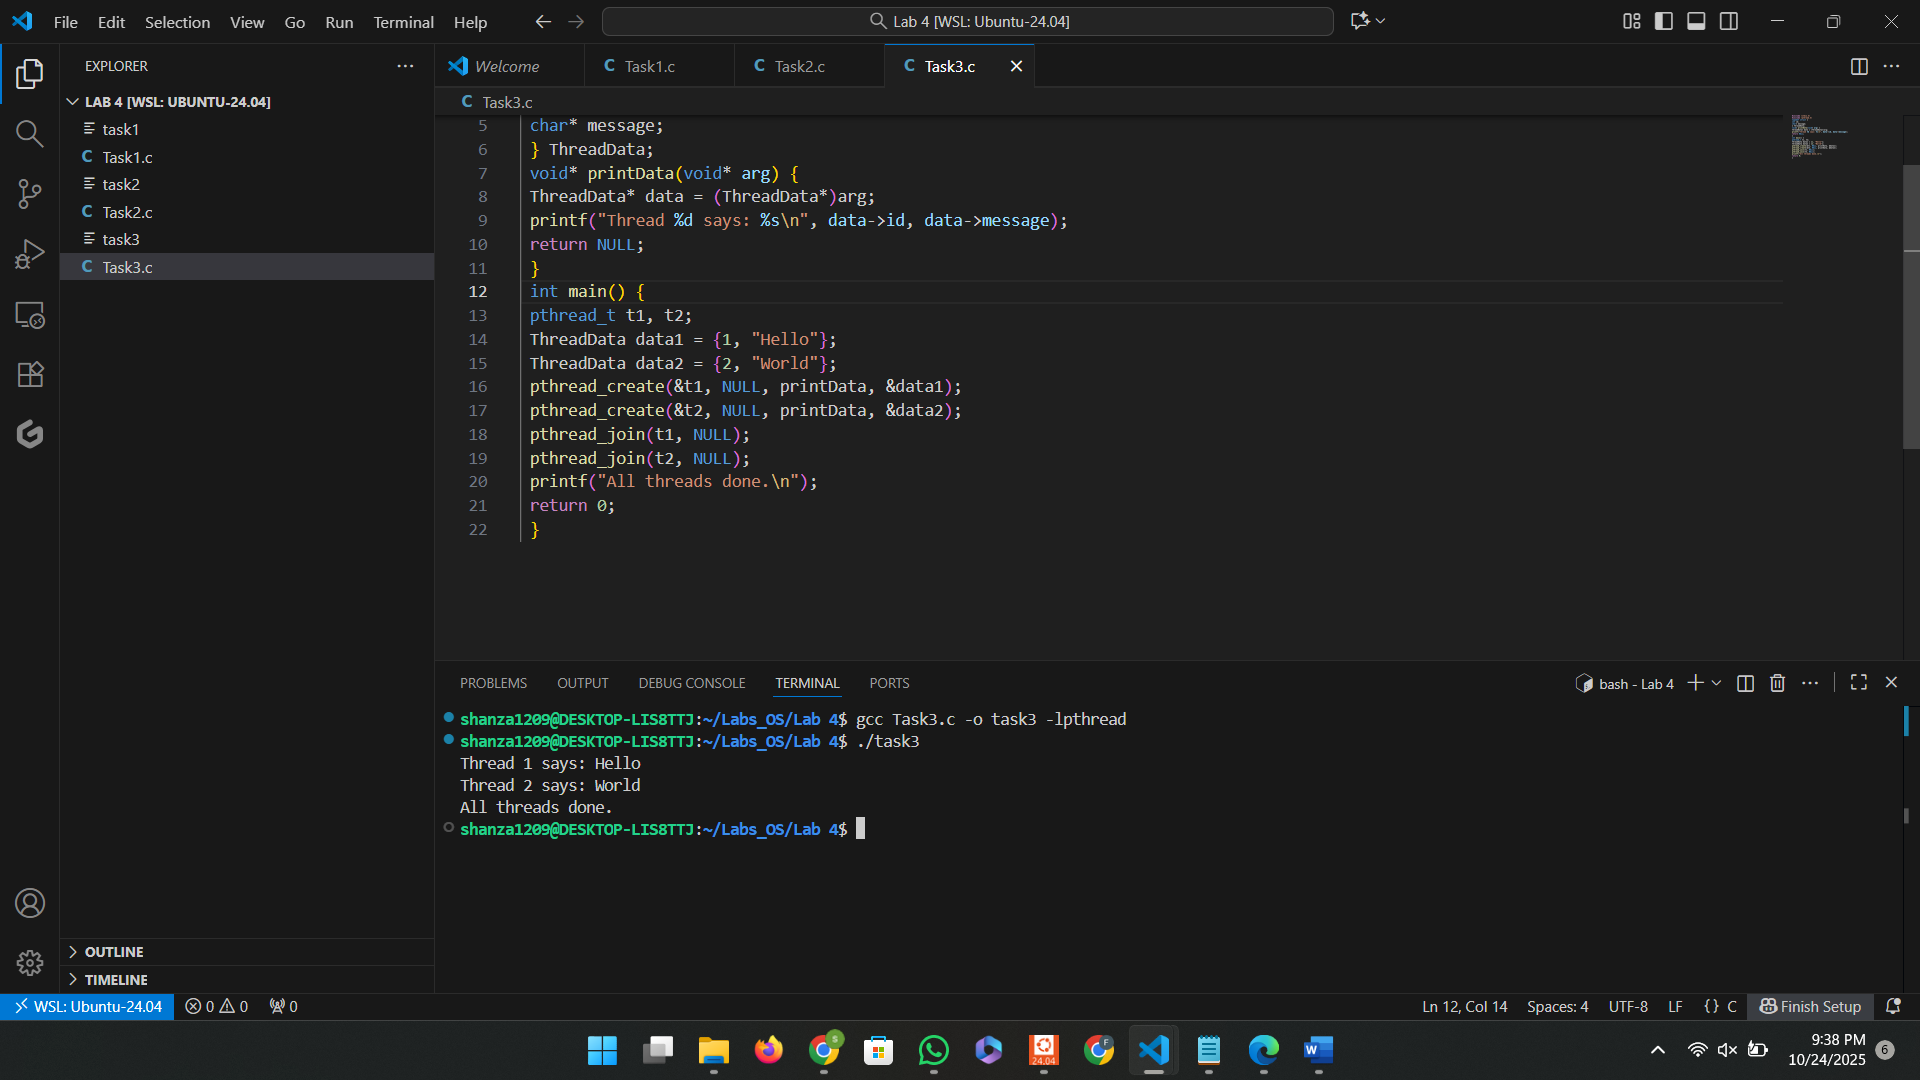 File Edit Selection View Go Run Terminal Help
Lab 4 [WSL: Ubuntu-24.04]
EXPLORER
LAB 4 [WSL: UBUNTU-24.04]
task1
C Task1.c
task2
C Task2.c
task3
C Task3.c
OUTLINE
TIMELINE
Welcome
C Task1.c
C Task2.c
C Task3.c
C Task3.c
5 char* message;
6 } ThreadData;
7 void* printData(void* arg) {
8 ThreadData* data = (ThreadData*)arg;
9 printf("Thread %d says: %s\n", data->id, data->message);
10 return NULL;
11 }
12 int main() {
13 pthread_t t1, t2;
14 ThreadData data1 = {1, "Hello"};
15 ThreadData data2 = {2, "World"};
16 pthread_create(&t1, NULL, printData, &data1);
17 pthread_create(&t2, NULL, printData, &data2);
18 pthread_join(t1, NULL);
19 pthread_join(t2, NULL);
20 printf("All threads done.\n");
21 return 0;
22 }
PROBLEMS OUTPUT DEBUG CONSOLE TERMINAL PORTS
bash - Lab 4
shanza1209@DESKTOP-LIS8TTJ:~/Labs_OS/Lab 4$ gcc Task3.c -o task3 -lpthread
shanza1209@DESKTOP-LIS8TTJ:~/Labs_OS/Lab 4$ ./task3
Thread 1 says: Hello
Thread 2 says: World
All threads done.
shanza1209@DESKTOP-LIS8TTJ:~/Labs_OS/Lab 4$
WSL: Ubuntu-24.04 0 0 0
Ln 12, Col 14 Spaces: 4 UTF-8 LF {} C Finish Setup
S
24.04
F
W
9:38 PM
10/24/2025
6